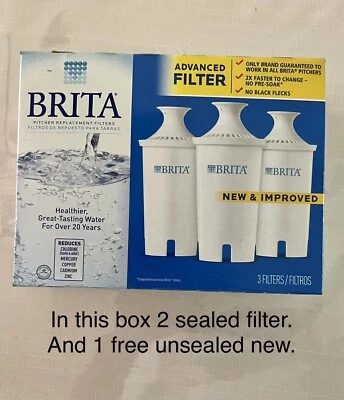 BRITA®
PITCHER REPLACEMENT FILTERS
FILTROS DE REPUESTO PARA JARRAS
ADVANCED
FILTER
ONLY BRAND GUARANTEED TO
WORK IN ALL BRITA® PITCHERS
2X FASTER TO CHANGE –
NO PRE-SOAK*
NO BLACK FLECKS
BRITA
BRITA
BRITA
NEW & IMPROVED
Healthier,
Great-Tasting Water
For Over 20 Years
REDUCES
CHLORINE
(TASTE & ODOR)
MERCURY
COPPER
CADMIUM
ZINC
3 FILTERS/FILTROS
In this box 2 sealed filter.
And 1 free unsealed new.